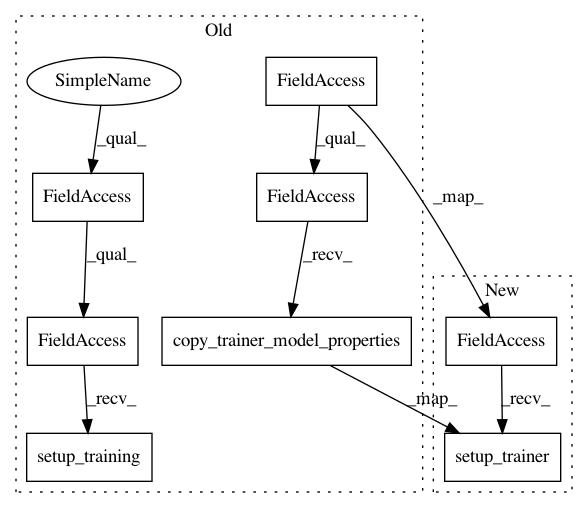 Old
SimpleName
FieldAccess
_qual_
_qual_
FieldAccess
FieldAccess
_map_
_qual_
_recv_
New
FieldAccess
copy_trainer_model_properties
FieldAccess
_recv_
_map_
_recv_
setup_training
setup_trainer